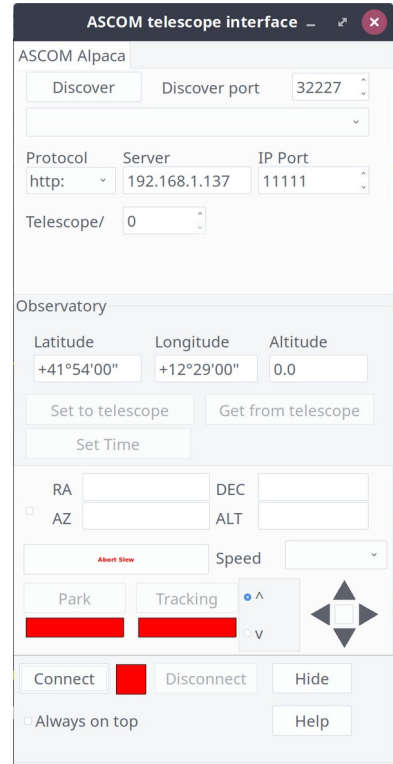 ASCOM telescope interface
ASCOM Alpaca
Discover Discover port 32227
Protocol Server IP Port
http: 192.168.1.137 11111
Telescope/ 0
Observatory
Latitude Longitude Altitude
+41°54'00" +12°29'00" 0.0
Set to telescope Get from telescope
Set Time
RA DEC
AZ ALT
Abort Slew Speed
Park Tracking ^
v
Connect Disconnect Hide
Always on top Help